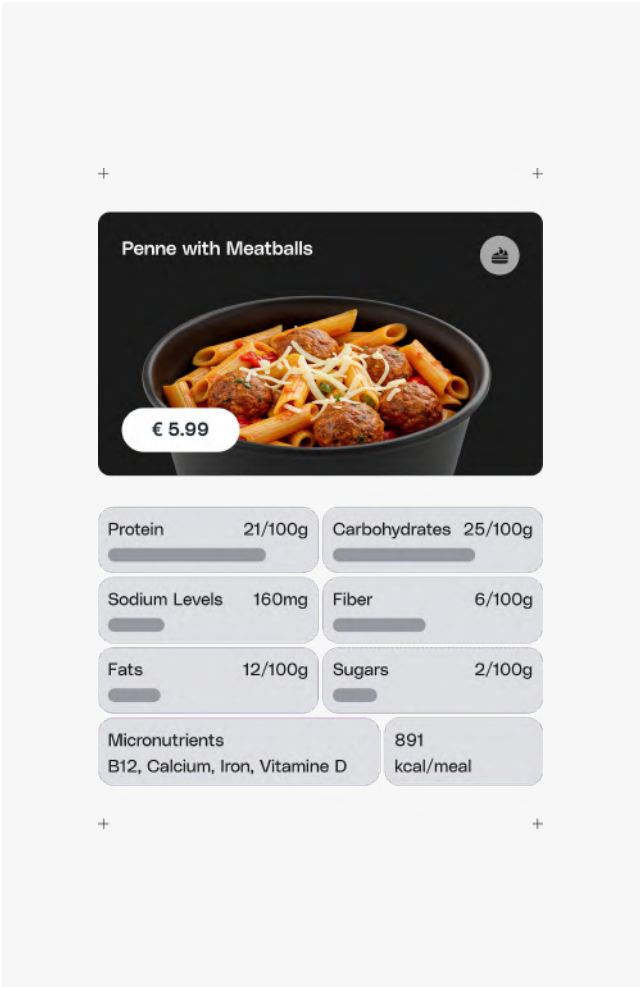 Penne with Meatballs
€ 5.99
Protein 21/100g
Carbohydrates 25/100g
Sodium Levels 160mg
Fiber 6/100g
Fats 12/100g
Sugars 2/100g
Micronutrients
B12, Calcium, Iron, Vitamine D
891
kcal/meal